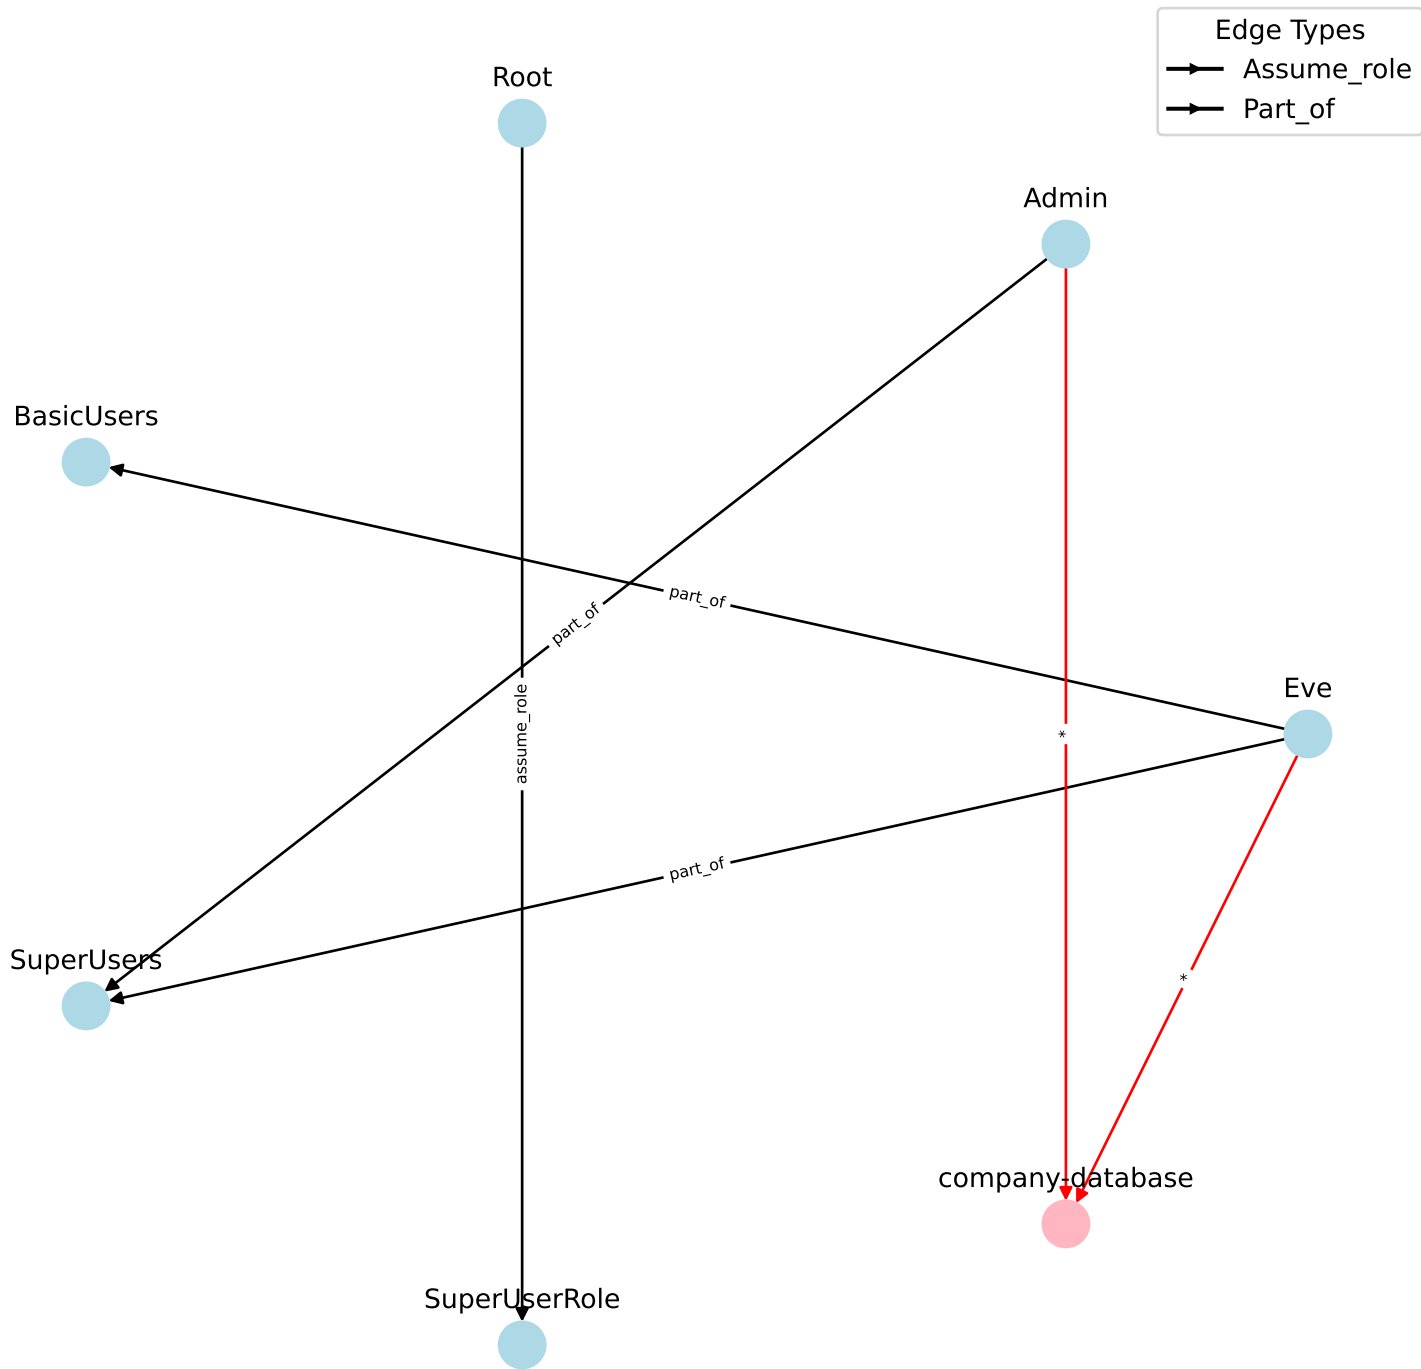 Edge Types
Assume_role
Part_of
Root
Admin
BasicUsers
part_of
part_of
Eve
assume_role
*
part_of
SuperUsers
*
company-database
SuperUserRole